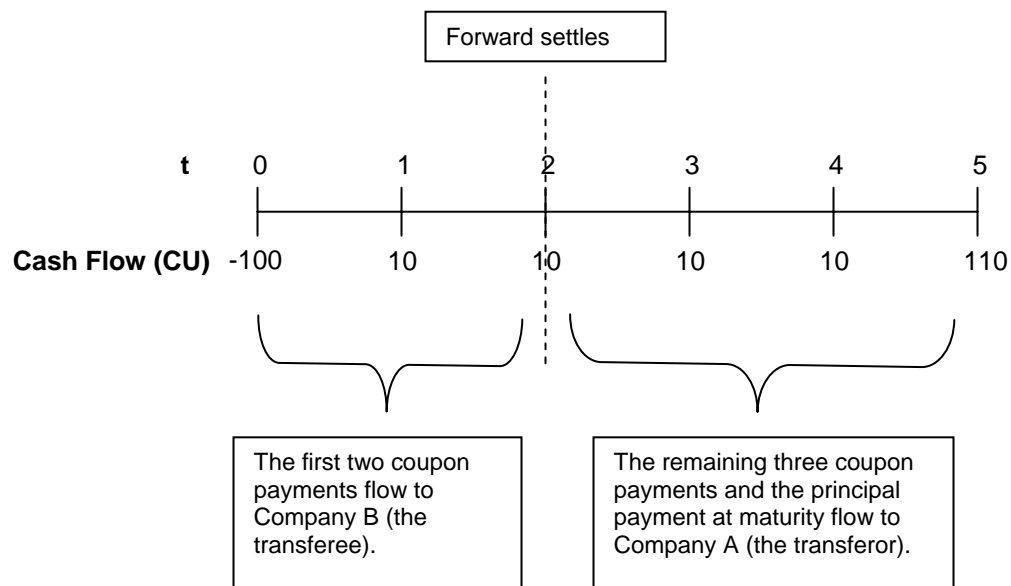 Forward settles
t 0 1 2 3 4 5
Cash Flow (CU) -100 10 10 10 10 110
The first two coupon
payments flow to
Company B (the
transferee).
The remaining three coupon
payments and the principal
payment at maturity flow to
Company A (the transferor).